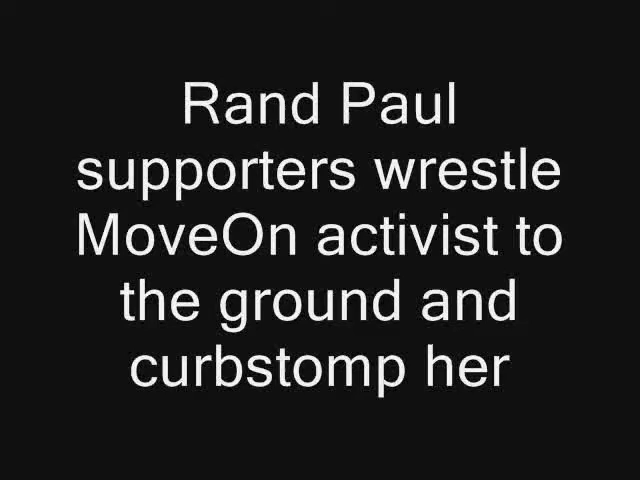 Rand Paul
supporters wrestle
MoveOn activist to
the ground and
curbstomp her